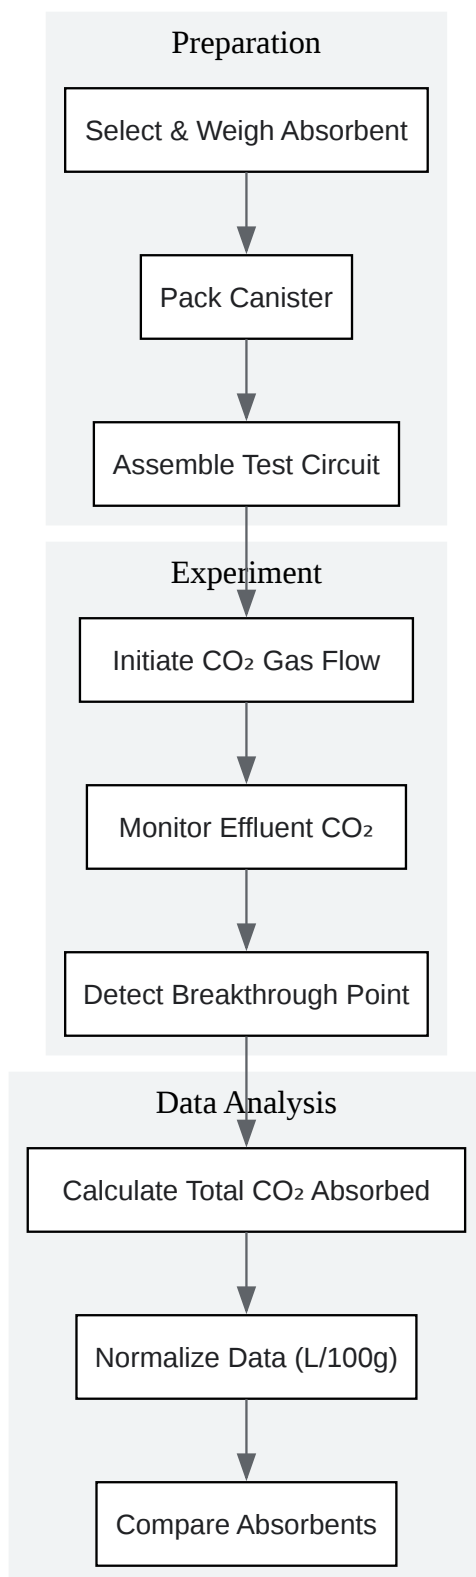 Preparation
Select & Weigh Absorbent
Pack Canister
Assemble Test Circuit
Experiment
Initiate CO₂ Gas Flow
Monitor Effluent CO₂
Detect Breakthrough Point
Data Analysis
Calculate Total CO₂ Absorbed
Normalize Data (L/100g)
Compare Absorbents